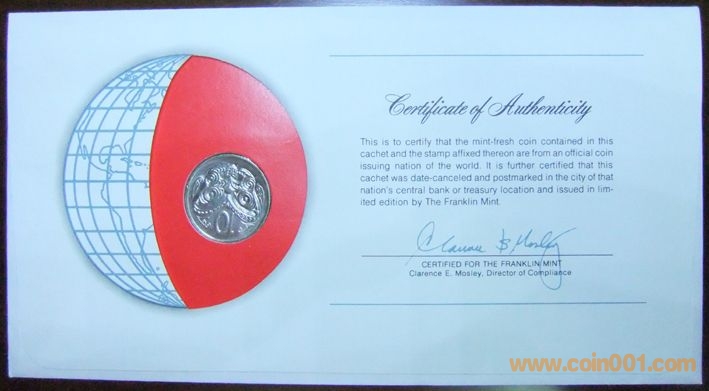 Certificate of Authenticity
This is to certify that the mint-fresh coin contained in this
cachet and the stamp affixed thereon are from an official coin
issuing nation of the world. It is further certified that this
cachet was date-canceled and postmarked in the city of that
nation's central bank or treasury location and issued in lim-
ited edition by The Franklin Mint.
CERTIFIED FOR THE FRANKLIN MINT
Clarence E. Mosley, Director of Compliance
www.coin001.com